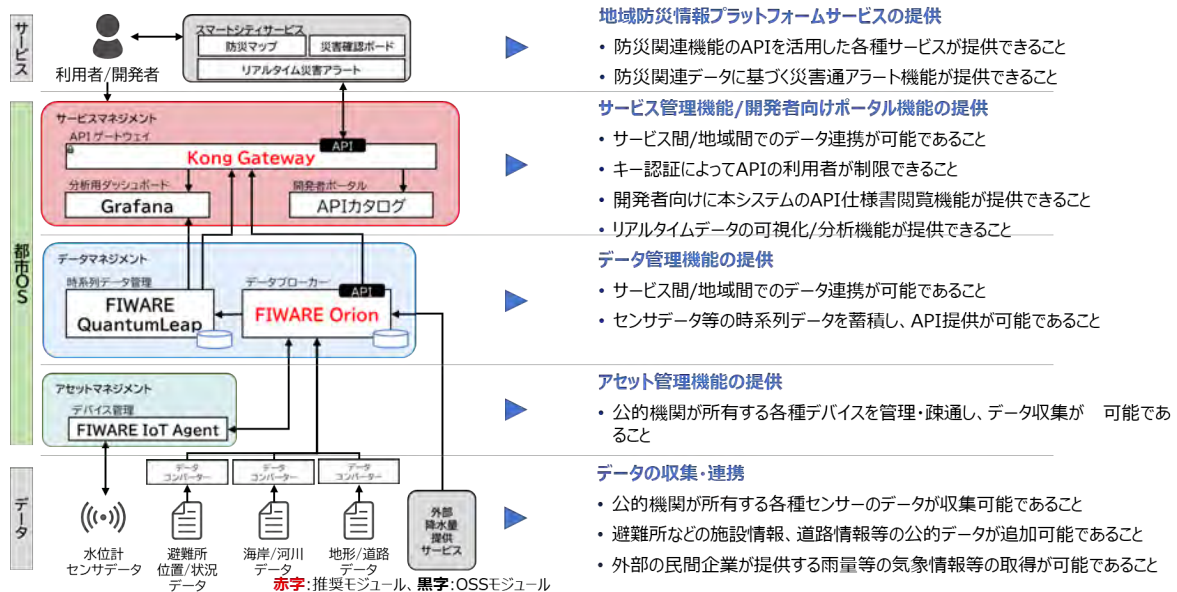 サービス
利用者/開発者
スマートシティサービス
防災マップ
災害確認ボード
リアルタイム災害アラート
地域防災情報プラットフォームサービスの提供
• 防災関連機能のAPIを活用した各種サービスが提供できること
• 防災関連データに基づく災害通アラート機能が提供できること
都市OS
サービスマネジメント
APIゲートウェイ
API
Kong Gateway
分析用ダッシュボード
Grafana
開発者ポータル
APIカタログ
サービス管理機能/開発者向けポータル機能の提供
• サービス間/地域間でのデータ連携が可能であること
• キー認証によってAPIの利用者が制限できること
• 開発者向けに本システムのAPI仕様書閲覧機能が提供できること
• リアルタイムデータの可視化/分析機能が提供できること
データマネジメント
時系列データ管理
FIWARE
QuantumLeap
データブローカー
API
FIWARE Orion
データ管理機能の提供
• サービス間/地域間でのデータ連携が可能であること
• センサデータ等の時系列データを蓄積し、API提供が可能であること
アセットマネジメント
デバイス管理
FIWARE IoT Agent
アセット管理機能の提供
• 公的機関が所有する各種デバイスを管理・疎通し、データ収集が 可能であ
ること
データ
データ
コンバーター
データ
コンバーター
データ
コンバーター
水位計
センサデータ
避難所
位置/状況
データ
海岸/河川
データ
地形/道路
データ
外部
降水量
提供
サービス
赤字:推奨モジュール、黒字:OSSモジュール
データの収集・連携
• 公的機関が所有する各種センサーのデータが収集可能であること
• 避難所などの施設情報、道路情報等の公的データが追加可能であること
• 外部の民間企業が提供する雨量等の気象情報等の取得が可能であること